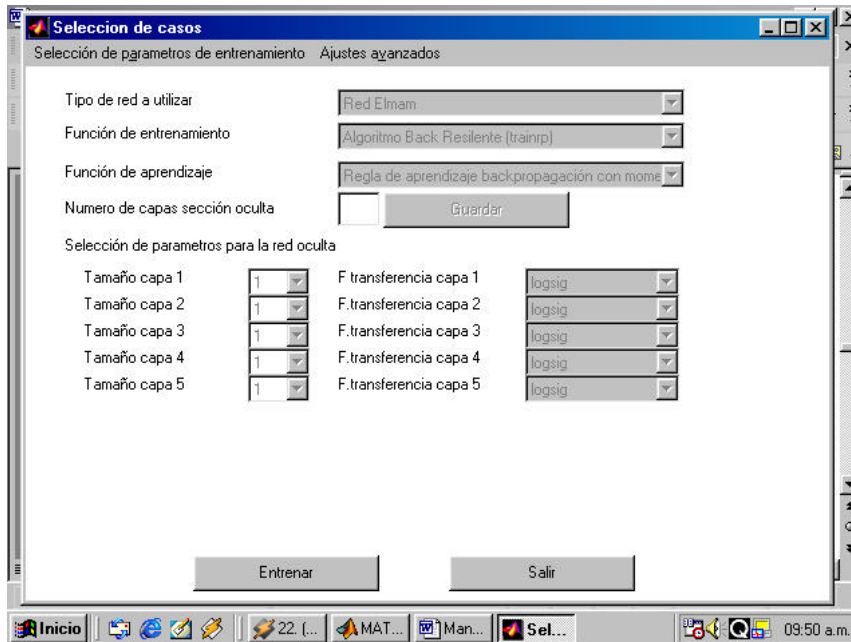 Seleccion de casos
Selección de parametros de entrenamiento Ajustes avanzados
Tipo de red a utilizar Red Elmam
Función de entrenamiento Algoritmo Back Resilente (trainrp)
Función de aprendizaje Regla de aprendizaje backpropagación con mome
Numero de capas sección oculta Guardar
Selección de parametros para la red oculta
Tamaño capa 1 1 F transferencia capa 1 logsig
Tamaño capa 2 1 F.transferencia capa 2 logsig
Tamaño capa 3 1 F.transferencia capa 3 logsig
Tamaño capa 4 1 F.transferencia capa 4 logsig
Tamaño capa 5 1 F.transferencia capa 5 logsig
Entrenar Salir
Inicio 22. (... MAT... Man... Sel... 09:50 a.m.